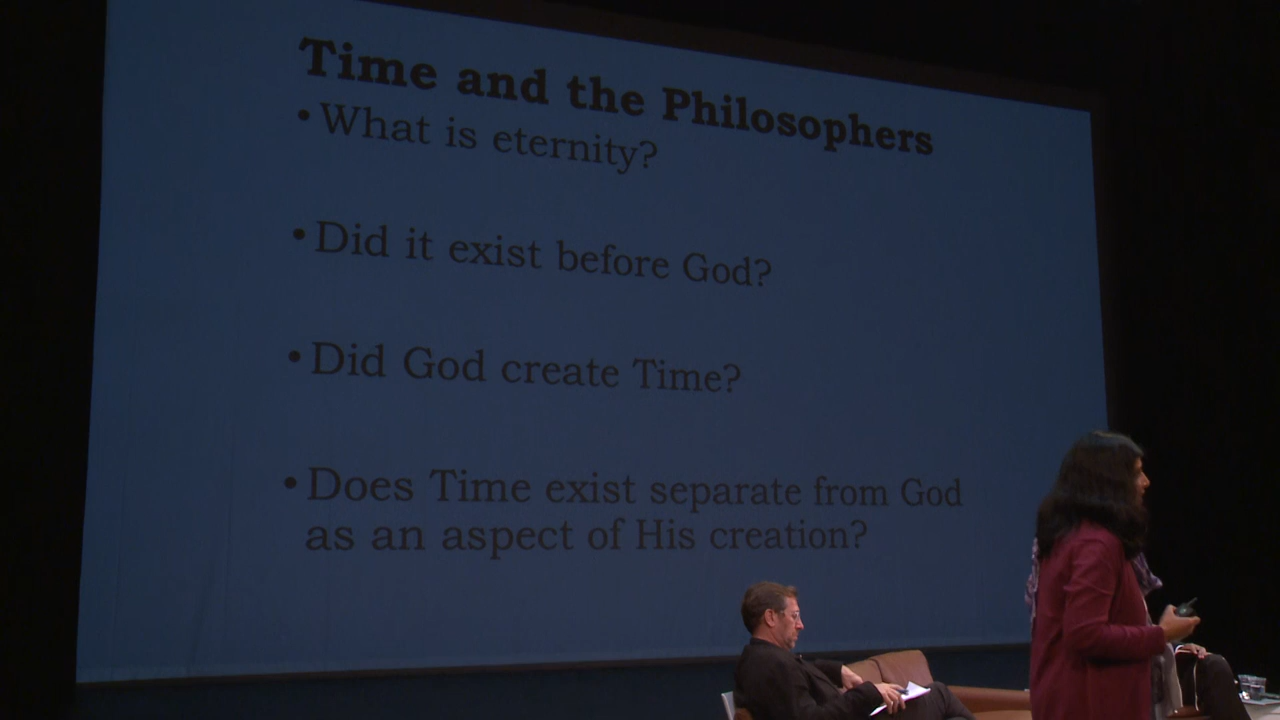 Time and the Philosophers
• What is eternity?
• Did it exist before God?
• Did God create Time?
• Does Time exist separate from God
as an aspect of His creation?